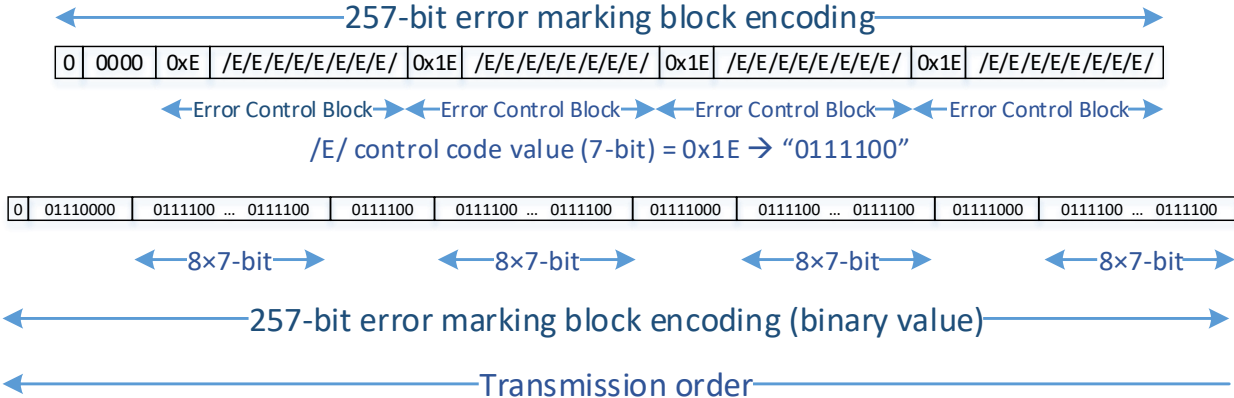 257-bit error marking block encoding
0 0000 0xE /E/E/E/E/E/E/E/E/ 0x1E /E/E/E/E/E/E/E/E/ 0x1E /E/E/E/E/E/E/E/E/ 0x1E /E/E/E/E/E/E/E/E/
Error Control Block Error Control Block Error Control Block Error Control Block
/E/ control code value (7-bit) = 0x1E → “0111100”
0 01110000 0111100 ... 0111100 0111100 0111100 ... 0111100 01111000 0111100 ... 0111100 01111000 0111100 ... 0111100
8×7-bit 8×7-bit 8×7-bit 8×7-bit
257-bit error marking block encoding (binary value)
Transmission order